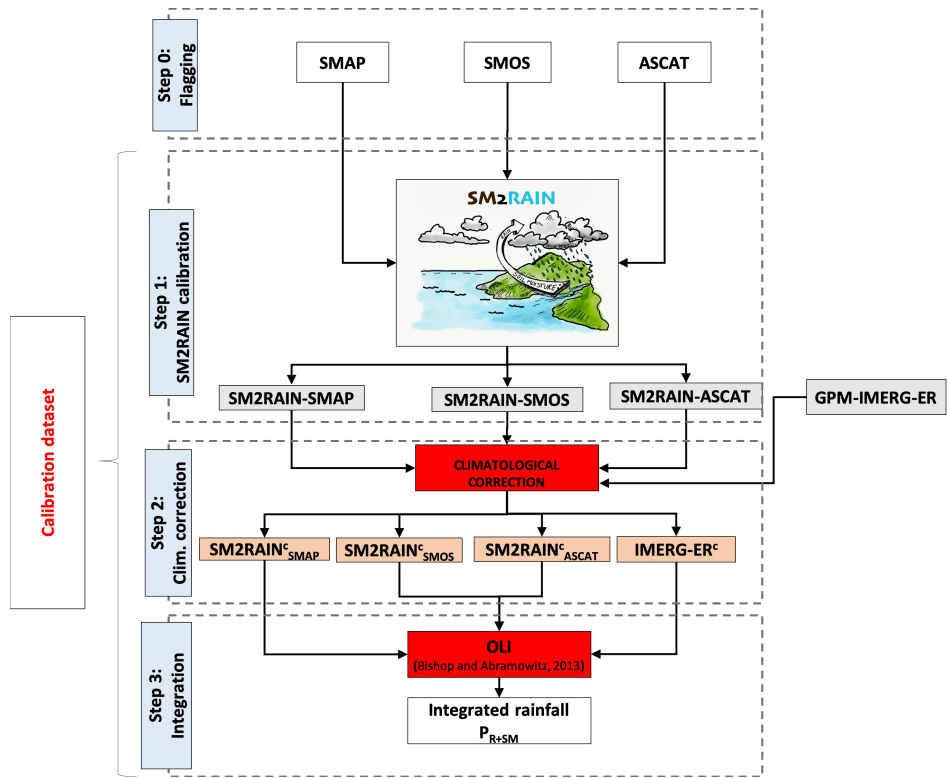 Step 0:
Flagging
SMAP
SMOS
ASCAT
Step 1:
SM2RAIN calibration
SM2RAIN
SOIL MOISTURE
Calibration dataset
SM2RAIN-SMAP
SM2RAIN-SMOS
SM2RAIN-ASCAT
GPM-IMERG-ER
Step 2:
Clim. correction
CLIMATOLOGICAL
CORRECTION
SM2RAINᶜSMAP
SM2RAINᶜSMOS
SM2RAINᶜASCAT
IMERG-ERᶜ
Step 3:
Integration
OLI
(Bishop and Abramowitz, 2013)
Integrated rainfall
PR+SM